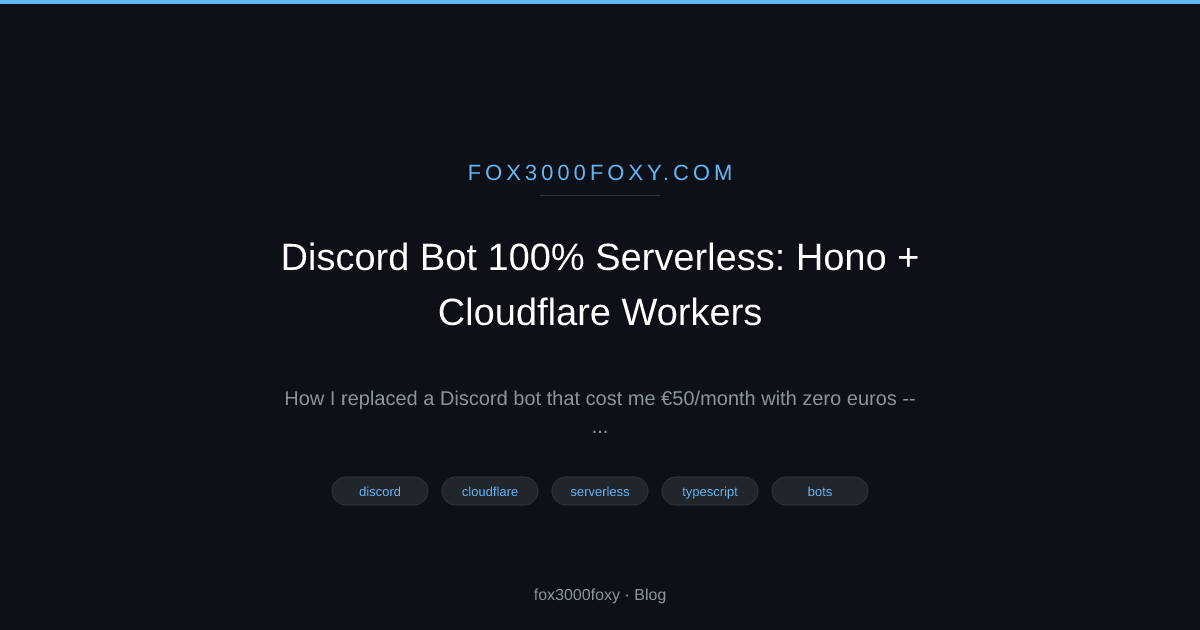 FOX3000FOXY.COM
Discord Bot 100% Serverless: Hono +
Cloudflare Workers
How I replaced a Discord bot that cost me €50/month with zero euros --
...
discord cloudflare serverless typescript bots
fox3000foxy · Blog